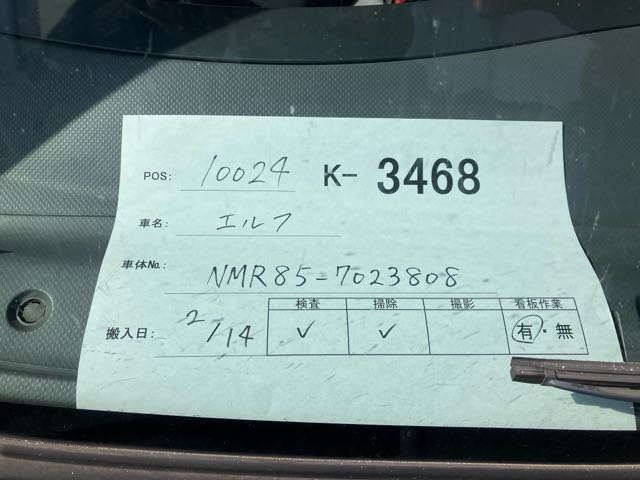 POS: 10024 K- 3468
車名: エルフ
車体No.: NMR85-7023808
検査 掃除 撮影 看板作業
搬入日: 2/14 ✓ ✓ 有・無